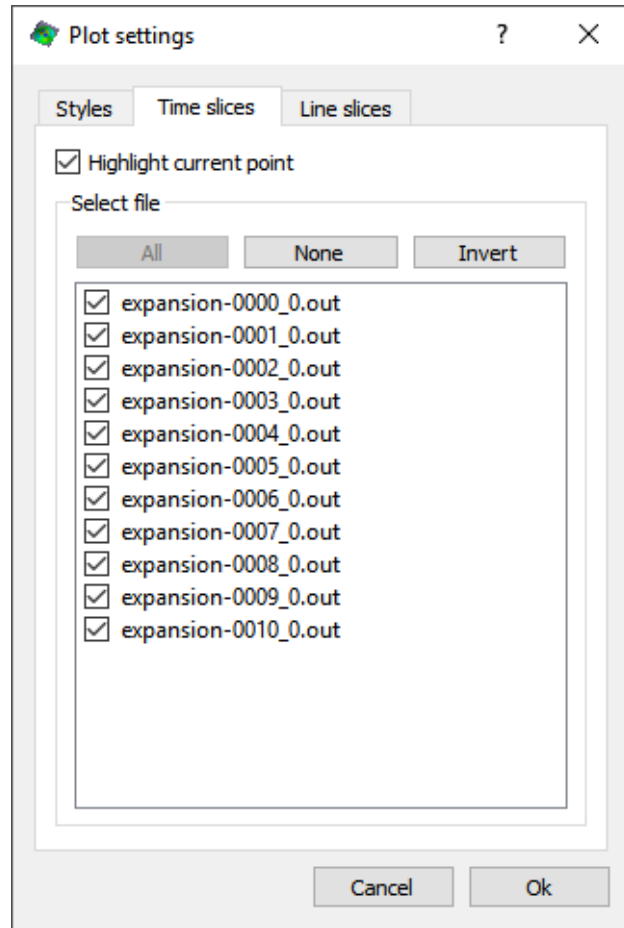 Plot settings ?
Styles Time slices Line slices
Highlight current point
Select file
All None Invert
expansion-0000_0.out
expansion-0001_0.out
expansion-0002_0.out
expansion-0003_0.out
expansion-0004_0.out
expansion-0005_0.out
expansion-0006_0.out
expansion-0007_0.out
expansion-0008_0.out
expansion-0009_0.out
expansion-0010_0.out
Cancel Ok